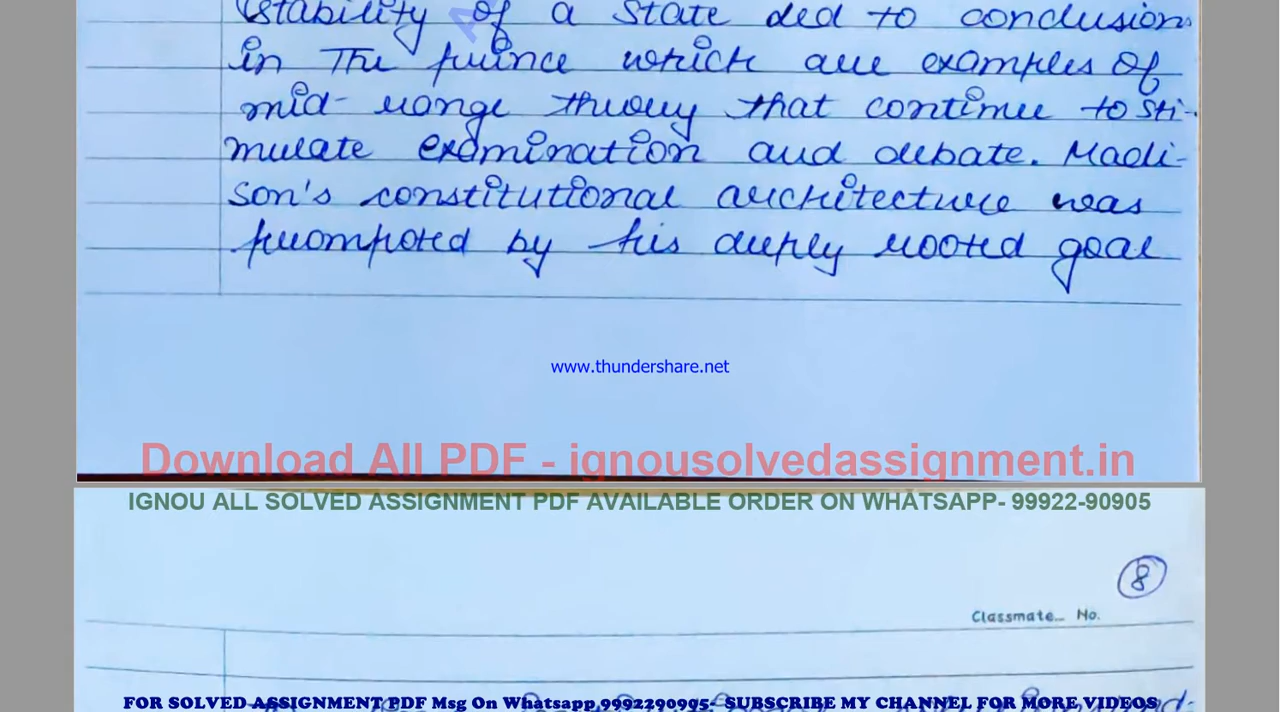 stability of a state led to conclusions
in The prince which are examples of
mid-range theory that continue to sti-
mulate examination and debate. Madi-
son's constitutional architecture was
prompted by his deeply rooted goal
www.thundershare.net
Download All PDF - ignousolvedassignment.in
IGNOU ALL SOLVED ASSIGNMENT PDF AVAILABLE ORDER ON WHATSAPP- 99922-90905
8
Classmate No.
FOR SOLVED ASSIGNMENT PDF Msg On Whatsapp 9992290905- SUBSCRIBE MY CHANNEL FOR MORE VIDEOS